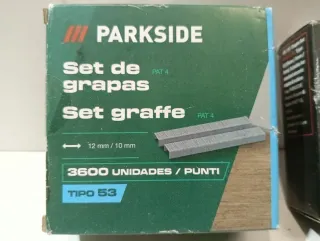 PARKSIDE
Set de
grapas PAT 4
Set graffe PAT 4
12 mm / 10 mm
3600 UNIDADES / PUNTI
TIPO 53